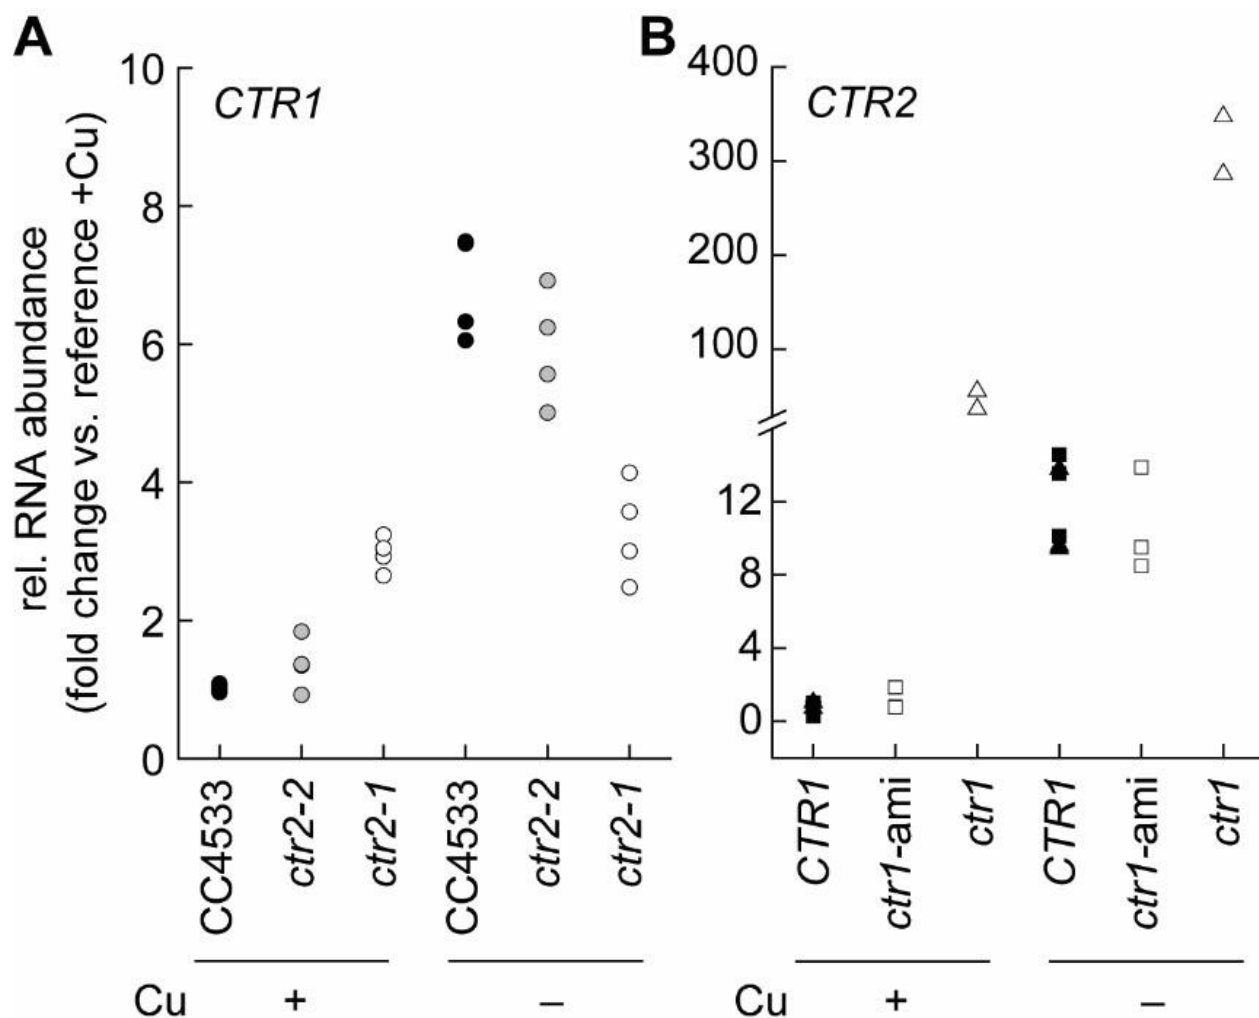 A
CTR1
rel. RNA abundance
(fold change vs. reference +Cu)
10
8
6
4
2
0
CC4533
ctr2-2
ctr2-1
CC4533
ctr2-2
ctr2-1
Cu + –
B
CTR2
400
300
200
100
12
8
4
0
CTR1
ctr1-ami
ctr1
CTR1
ctr1-ami
ctr1
Cu + –